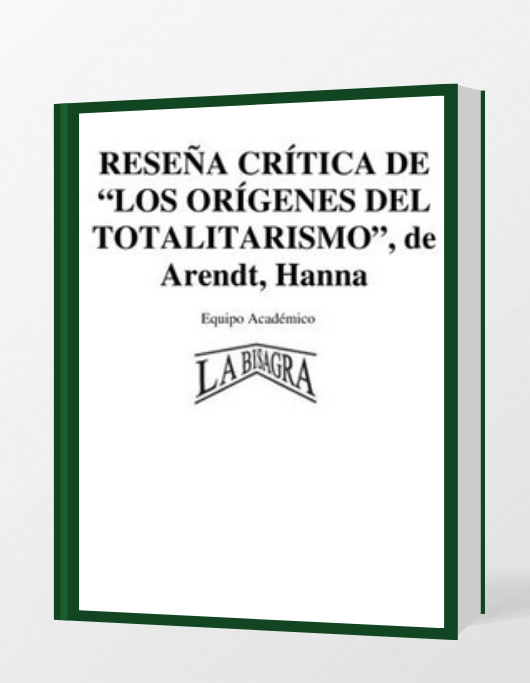 RESEÑA CRÍTICA DE
“LOS ORÍGENES DEL
TOTALITARISMO”, de
Arendt, Hanna
Equipo Académico
LA BISAGRA